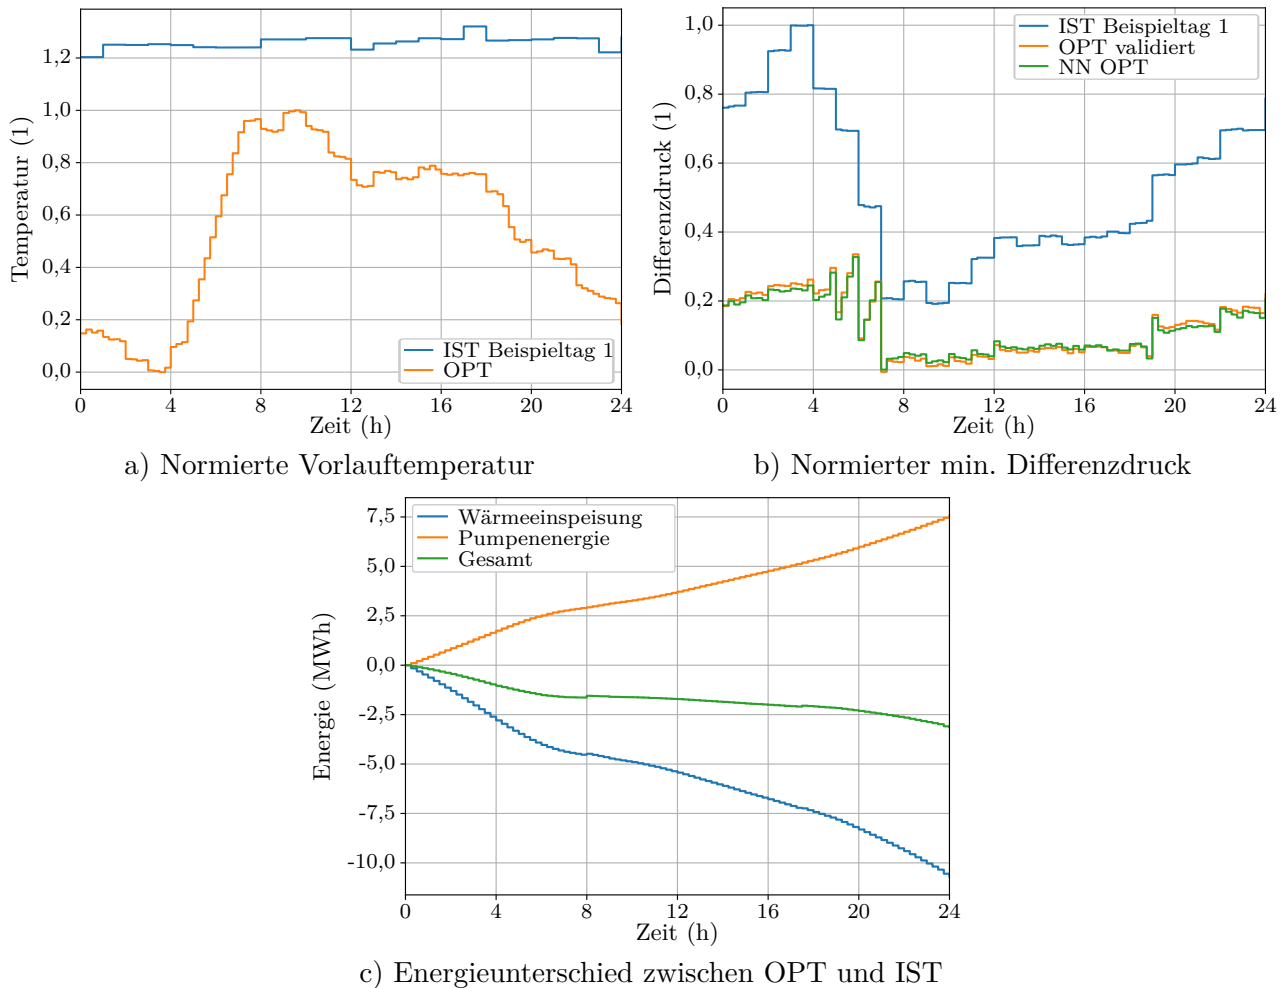 Temperatur (1)
1,2
1,0
0,8
0,6
0,4
0,2
0,0
IST Beispieltag 1
OPT
0 4 8 12 16 20 24
Zeit (h)
a) Normierte Vorlauftemperatur
Differenzdruck (1)
1,0
0,8
0,6
0,4
0,2
0,0
IST Beispieltag 1
OPT validiert
NN OPT
0 4 8 12 16 20 24
Zeit (h)
b) Normierter min. Differenzdruck
Energie (MWh)
7,5
5,0
2,5
0,0
-2,5
-5,0
-7,5
-10,0
Wärmeeinspeisung
Pumpenenergie
Gesamt
0 4 8 12 16 20 24
Zeit (h)
c) Energieunterschied zwischen OPT und IST